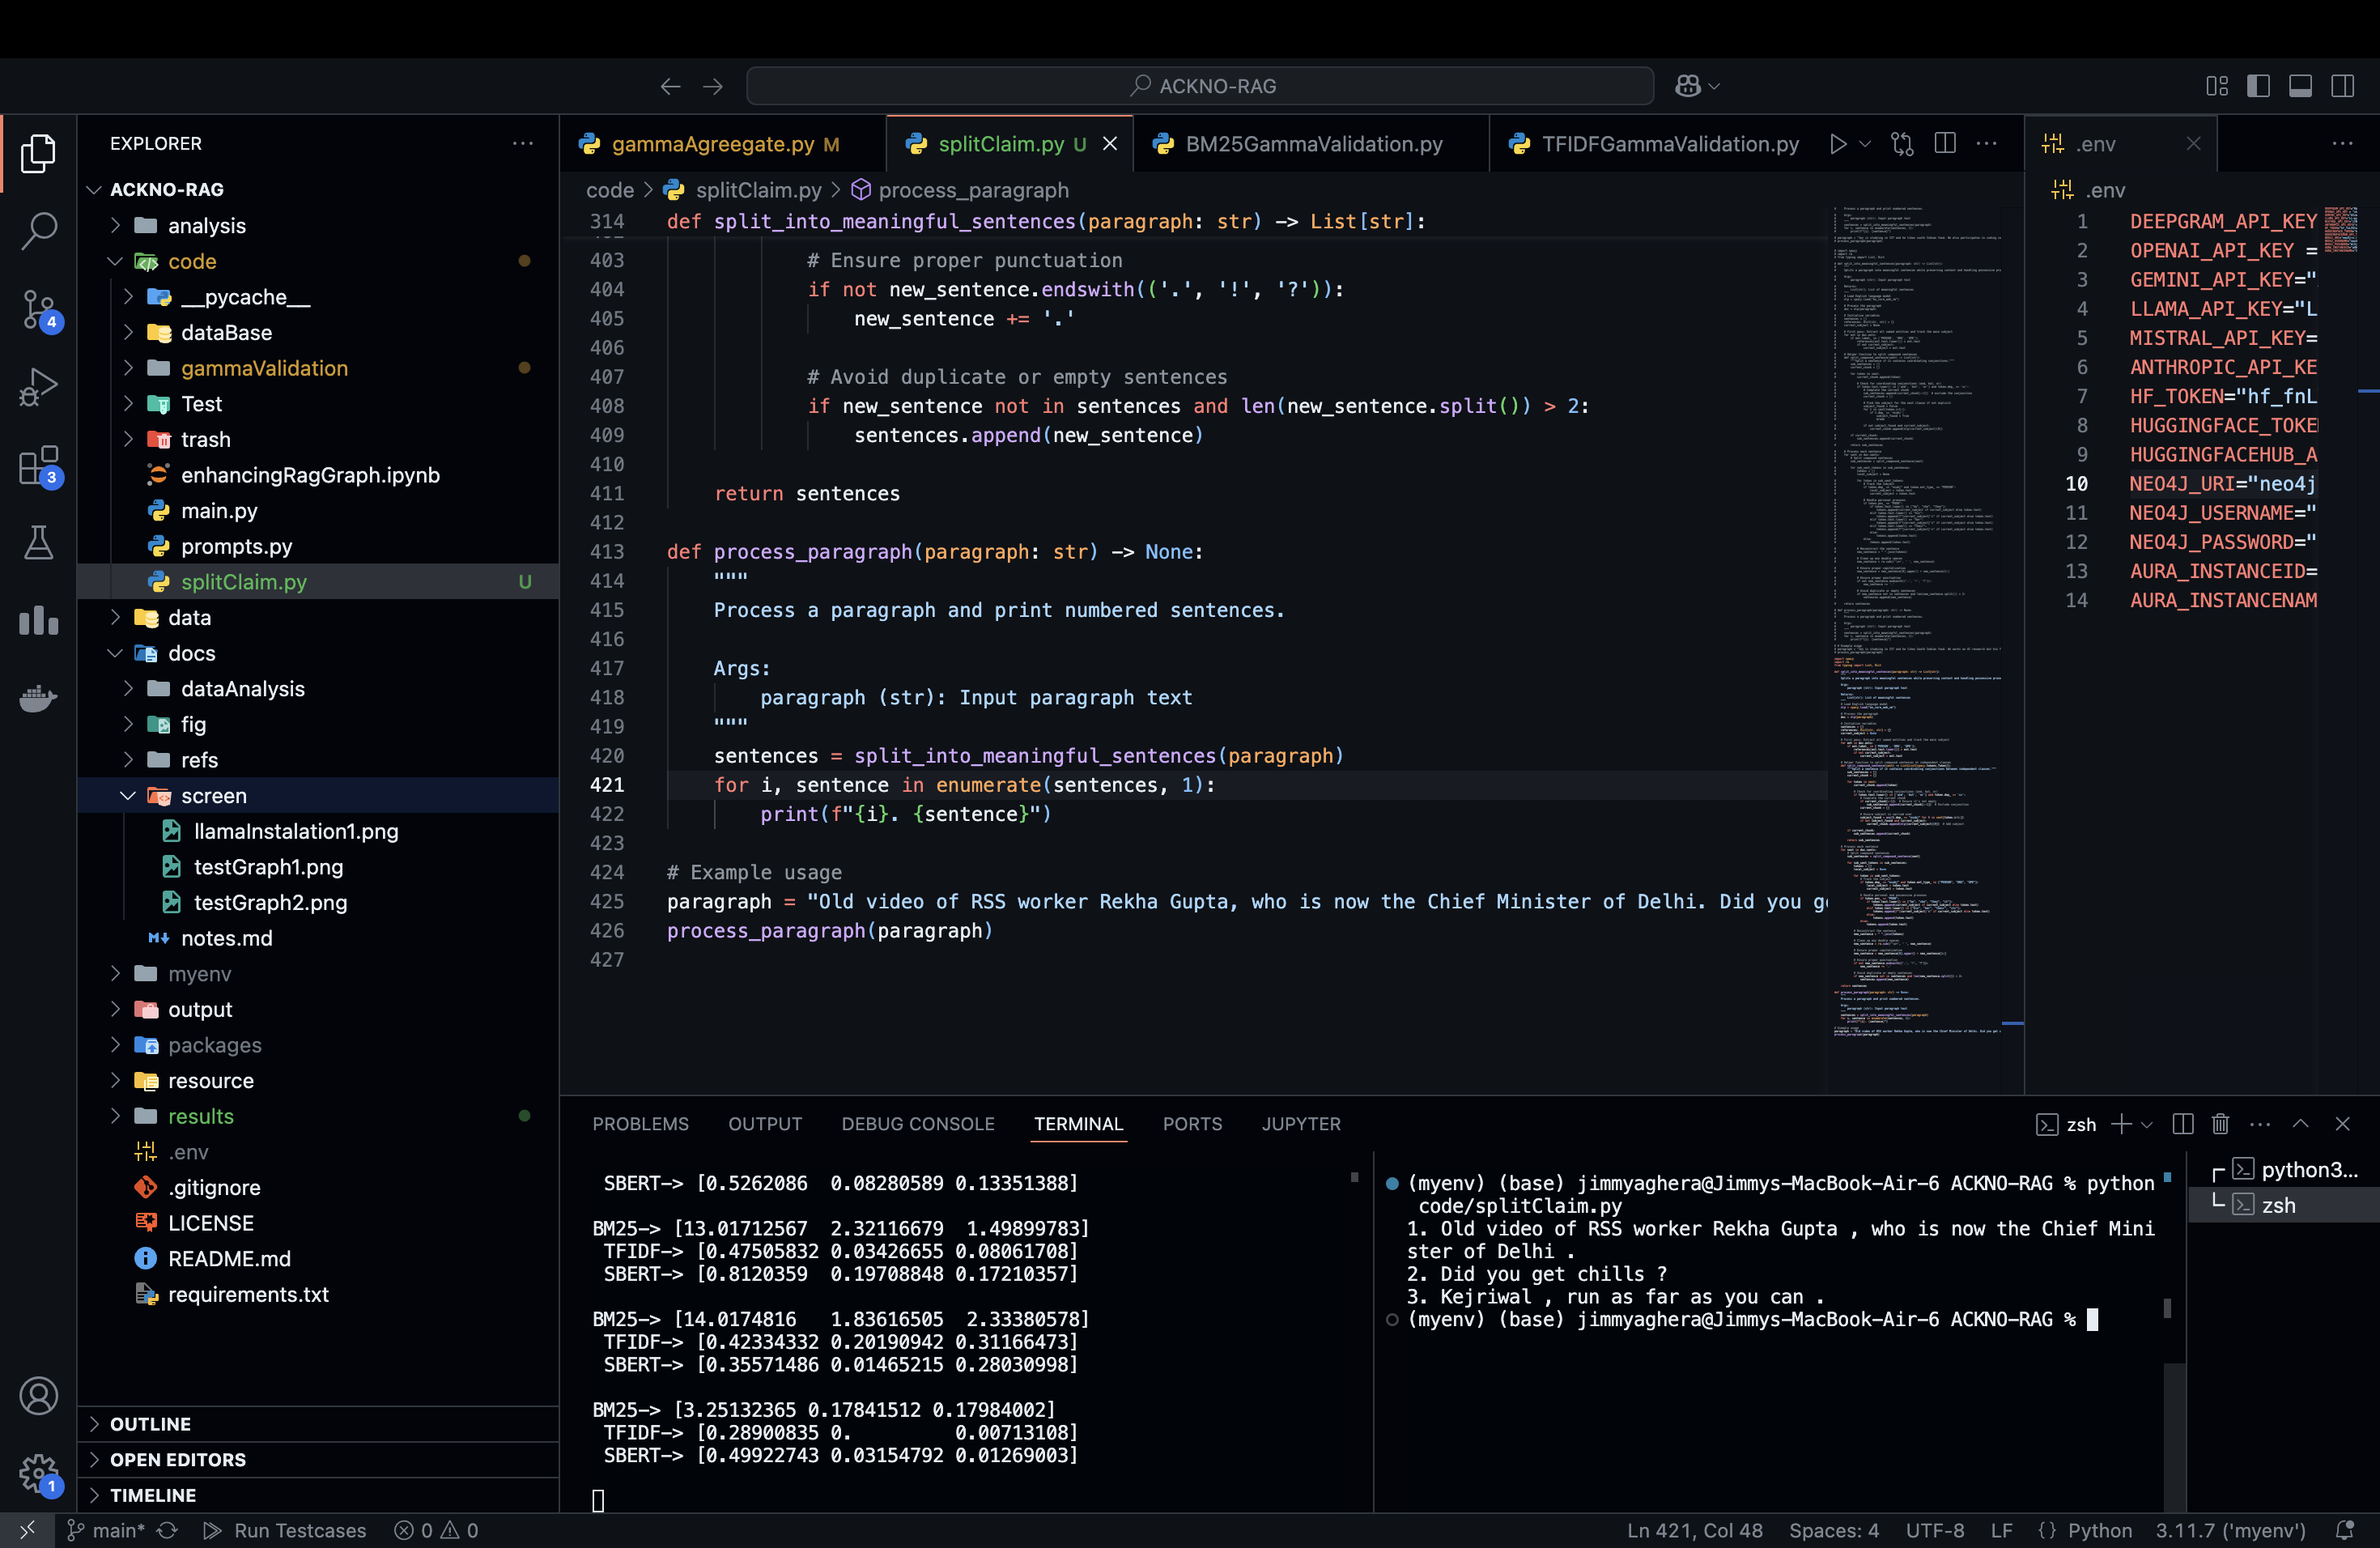 ACKNO-RAG
EXPLORER
ACKNO-RAG
analysis
code
__pycache__
dataBase
gammaValidation
Test
trash
enhancingRagGraph.ipynb
main.py
prompts.py
splitClaim.py U
data
docs
dataAnalysis
fig
refs
screen
llamaInstalation1.png
testGraph1.png
testGraph2.png
notes.md
myenv
output
packages
resource
results
.env
.gitignore
LICENSE
README.md
requirements.txt
OUTLINE
OPEN EDITORS
TIMELINE
4
3
1
gammaAgreegate.py M
splitClaim.py U
BM25GammaValidation.py
TFIDFGammaValidation.py
code > splitClaim.py > process_paragraph
314 def split_into_meaningful_sentences(paragraph: str) -> List[str]:
403 # Ensure proper punctuation
404 if not new_sentence.endswith(('.', '!', '?')):
405 new_sentence += '.'
406
407 # Avoid duplicate or empty sentences
408 if new_sentence not in sentences and len(new_sentence.split()) > 2:
409 sentences.append(new_sentence)
410
411 return sentences
412
413 def process_paragraph(paragraph: str) -> None:
414 """
415 Process a paragraph and print numbered sentences.
416
417 Args:
418 paragraph (str): Input paragraph text
419 """
420 sentences = split_into_meaningful_sentences(paragraph)
421 for i, sentence in enumerate(sentences, 1):
422 print(f"{i}. {sentence}")
423
424 # Example usage
425 paragraph = "Old video of RSS worker Rekha Gupta, who is now the Chief Minister of Delhi. Did you g
426 process_paragraph(paragraph)
427
.env
.env
1 DEEPGRAM_API_KEY
2 OPENAI_API_KEY =
3 GEMINI_API_KEY="
4 LLAMA_API_KEY="L
5 MISTRAL_API_KEY=
6 ANTHROPIC_API_KE
7 HF_TOKEN="hf_fnL
8 HUGGINGFACE_TOKE
9 HUGGINGFACEHUB_A
10 NEO4J_URI="neo4j
11 NEO4J_USERNAME="
12 NEO4J_PASSWORD="
13 AURA_INSTANCEID=
14 AURA_INSTANCENAM
PROBLEMS OUTPUT DEBUG CONSOLE TERMINAL PORTS JUPYTER
zsh
SBERT-> [0.5262086 0.08280589 0.13351388]
BM25-> [13.01712567 2.32116679 1.49899783]
TFIDF-> [0.47505832 0.03426655 0.08061708]
SBERT-> [0.8120359 0.19708848 0.17210357]
BM25-> [14.0174816 1.83616505 2.33380578]
TFIDF-> [0.42334332 0.20190942 0.31166473]
SBERT-> [0.35571486 0.01465215 0.28030998]
BM25-> [3.25132365 0.17841512 0.17984002]
TFIDF-> [0.28900835 0. 0.00713108]
SBERT-> [0.49922743 0.03154792 0.01269003]
(myenv) (base) jimmyaghera@Jimmys-MacBook-Air-6 ACKNO-RAG % python
code/splitClaim.py
1. Old video of RSS worker Rekha Gupta , who is now the Chief Mini
ster of Delhi .
2. Did you get chills ?
3. Kejriwal , run as far as you can .
(myenv) (base) jimmyaghera@Jimmys-MacBook-Air-6 ACKNO-RAG %
python3...
zsh
main* Run Testcases 0 0
Ln 421, Col 48 Spaces: 4 UTF-8 LF {} Python 3.11.7 ('myenv')